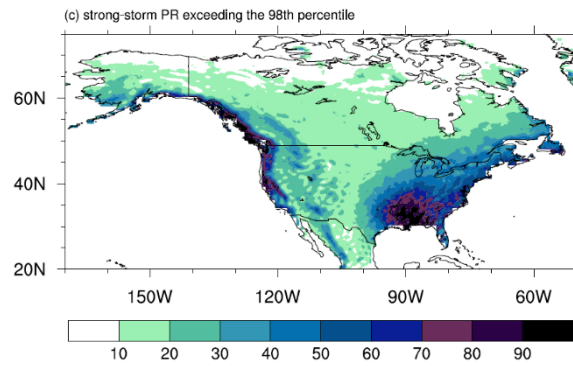 (c) strong-storm PR exceeding the 98th percentile
60N
40N
20N
150W 120W 90W 60W
10 20 30 40 50 60 70 80 90